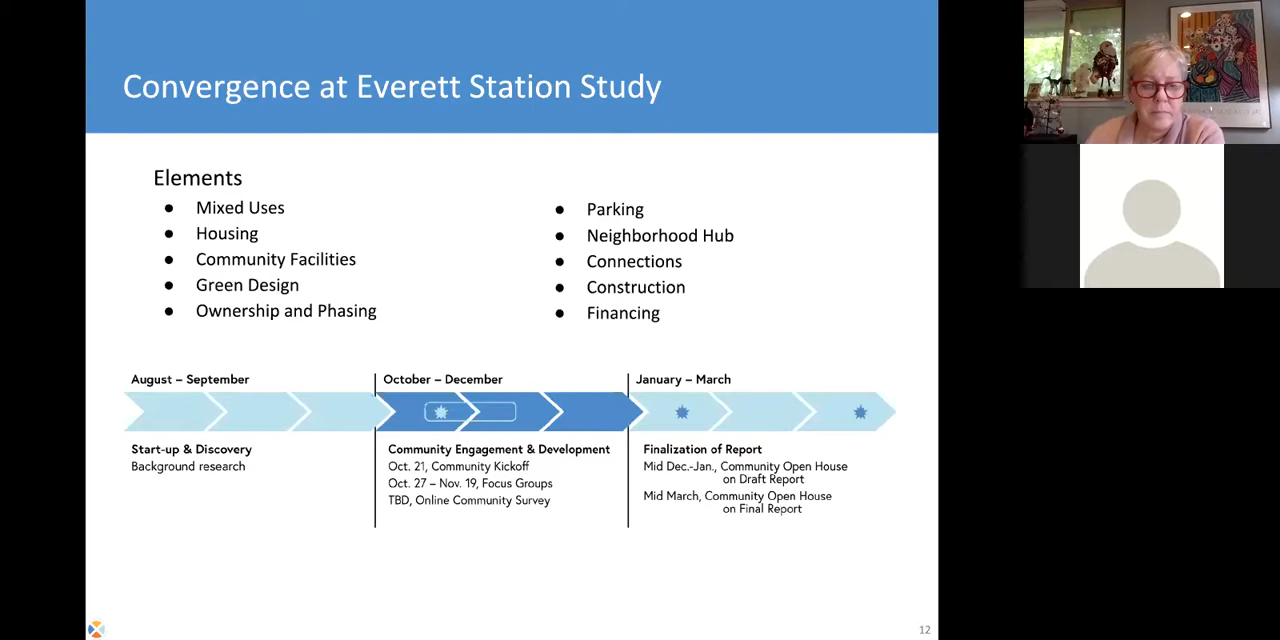 Convergence at Everett Station Study
Elements
● Mixed Uses
● Housing
● Community Facilities
● Green Design
● Ownership and Phasing
● Parking
● Neighborhood Hub
● Connections
● Construction
● Financing
August – September
Start-up & Discovery
Background research
October – December
Community Engagement & Development
Oct. 21, Community Kickoff
Oct. 27 – Nov. 19, Focus Groups
TBD, Online Community Survey
January – March
Finalization of Report
Mid Dec.-Jan., Community Open House
on Draft Report
Mid March, Community Open House
on Final Report
12